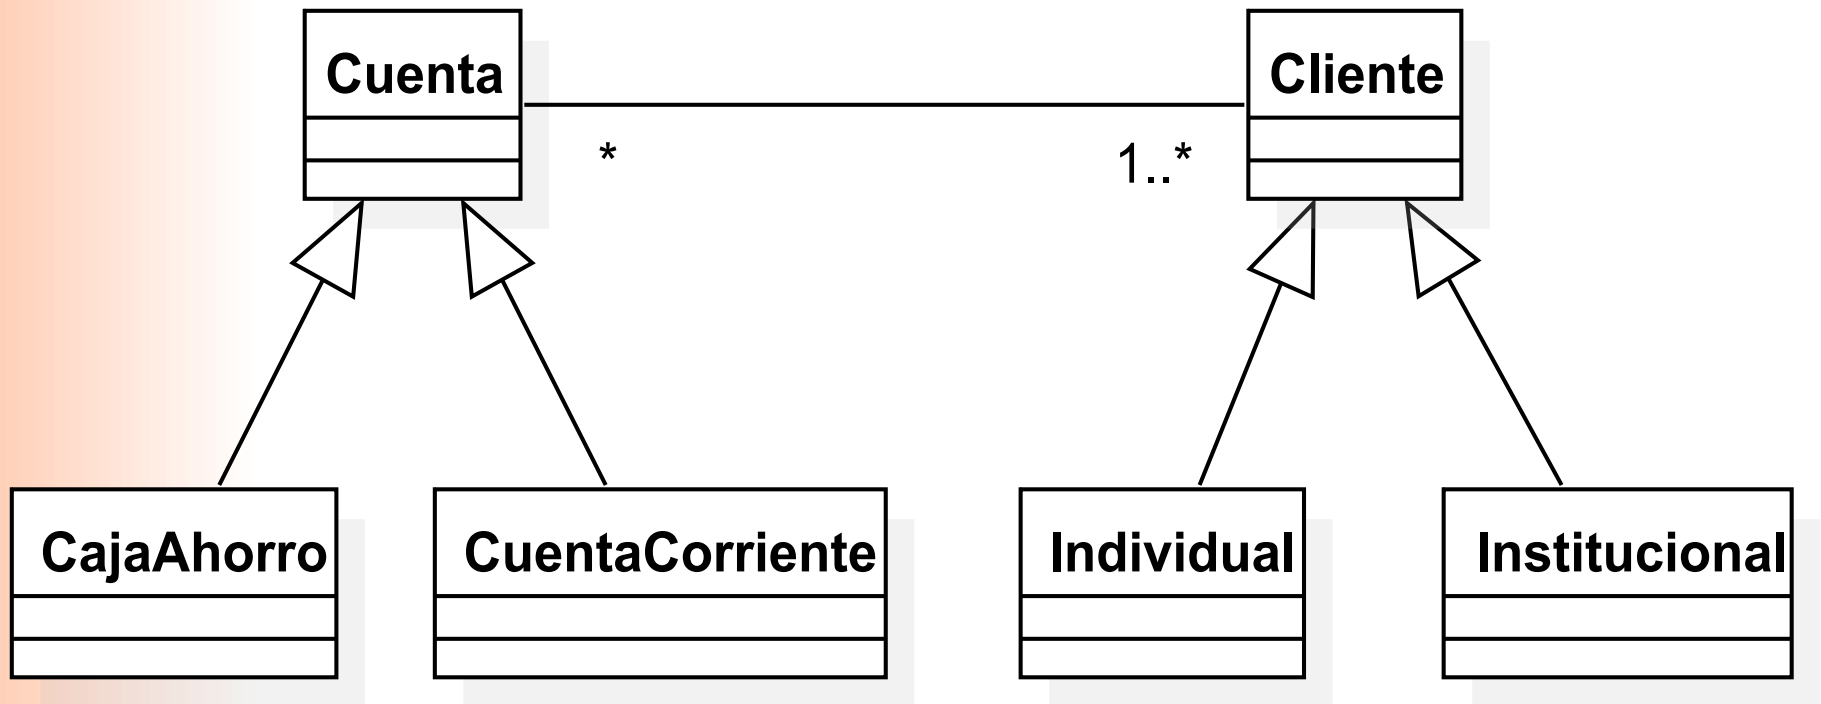 Cuenta
Cliente
*
1..*
CajaAhorro
CuentaCorriente
Individual
Institucional